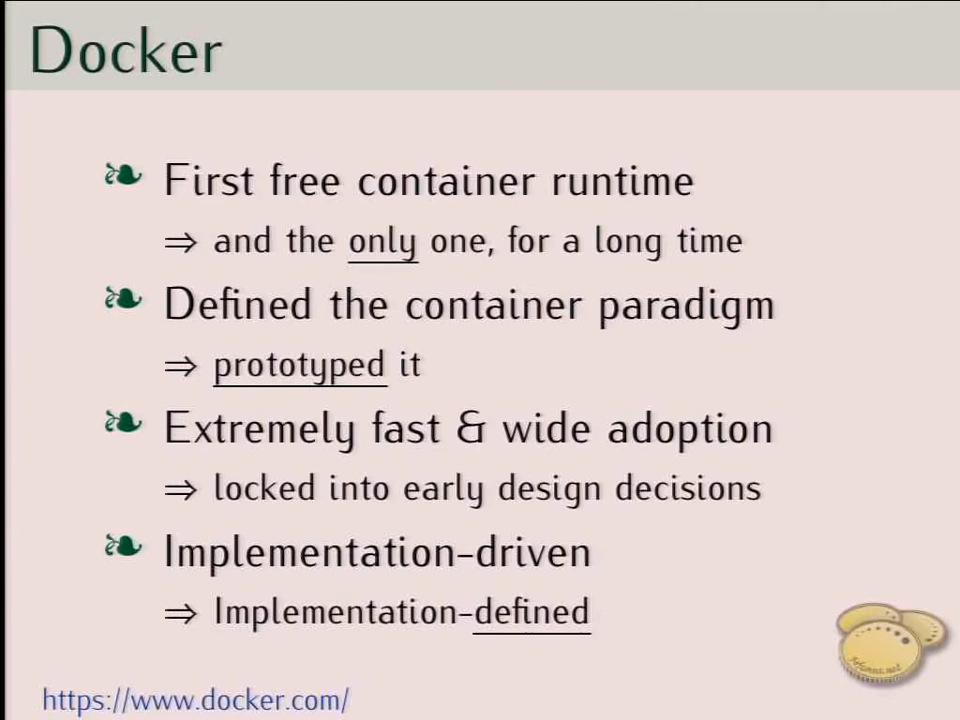 Docker
❧ First free container runtime
⇒ and the only one, for a long time
❧ Defined the container paradigm
⇒ prototyped it
❧ Extremely fast & wide adoption
⇒ locked into early design decisions
❧ Implementation-driven
⇒ Implementation-defined
https://www.docker.com/